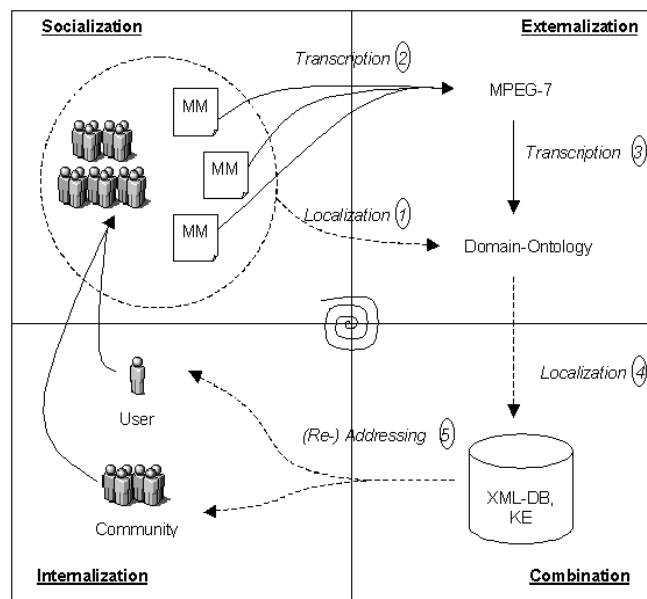 Socialization
Externalization
Transcription 2
MM
MPEG-7
Transcription 3
MM
MM
Localization 1
Domain-Ontology
Localization 4
User
(Re-) Addressing 5
XML-DB,
KE
Community
Internalization
Combination